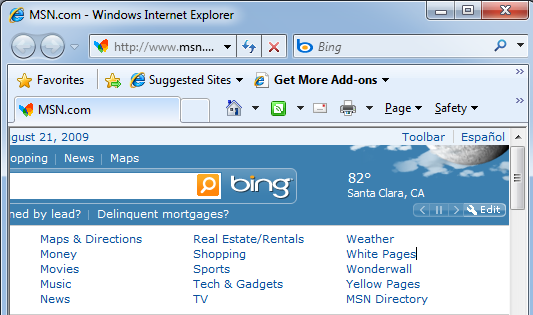 MSN.com - Windows Internet Explorer
http://www.msn....
Bing
Favorites Suggested Sites Get More Add-ons
MSN.com Page Safety
gust 21, 2009 Toolbar Español
opping | News | Maps
bing
82°
Santa Clara, CA
Edit
ned by lead? | Delinquent mortgages?
Maps & Directions Real Estate/Rentals Weather
Money Shopping White Pages
Movies Sports Wonderwall
Music Tech & Gadgets Yellow Pages
News TV MSN Directory